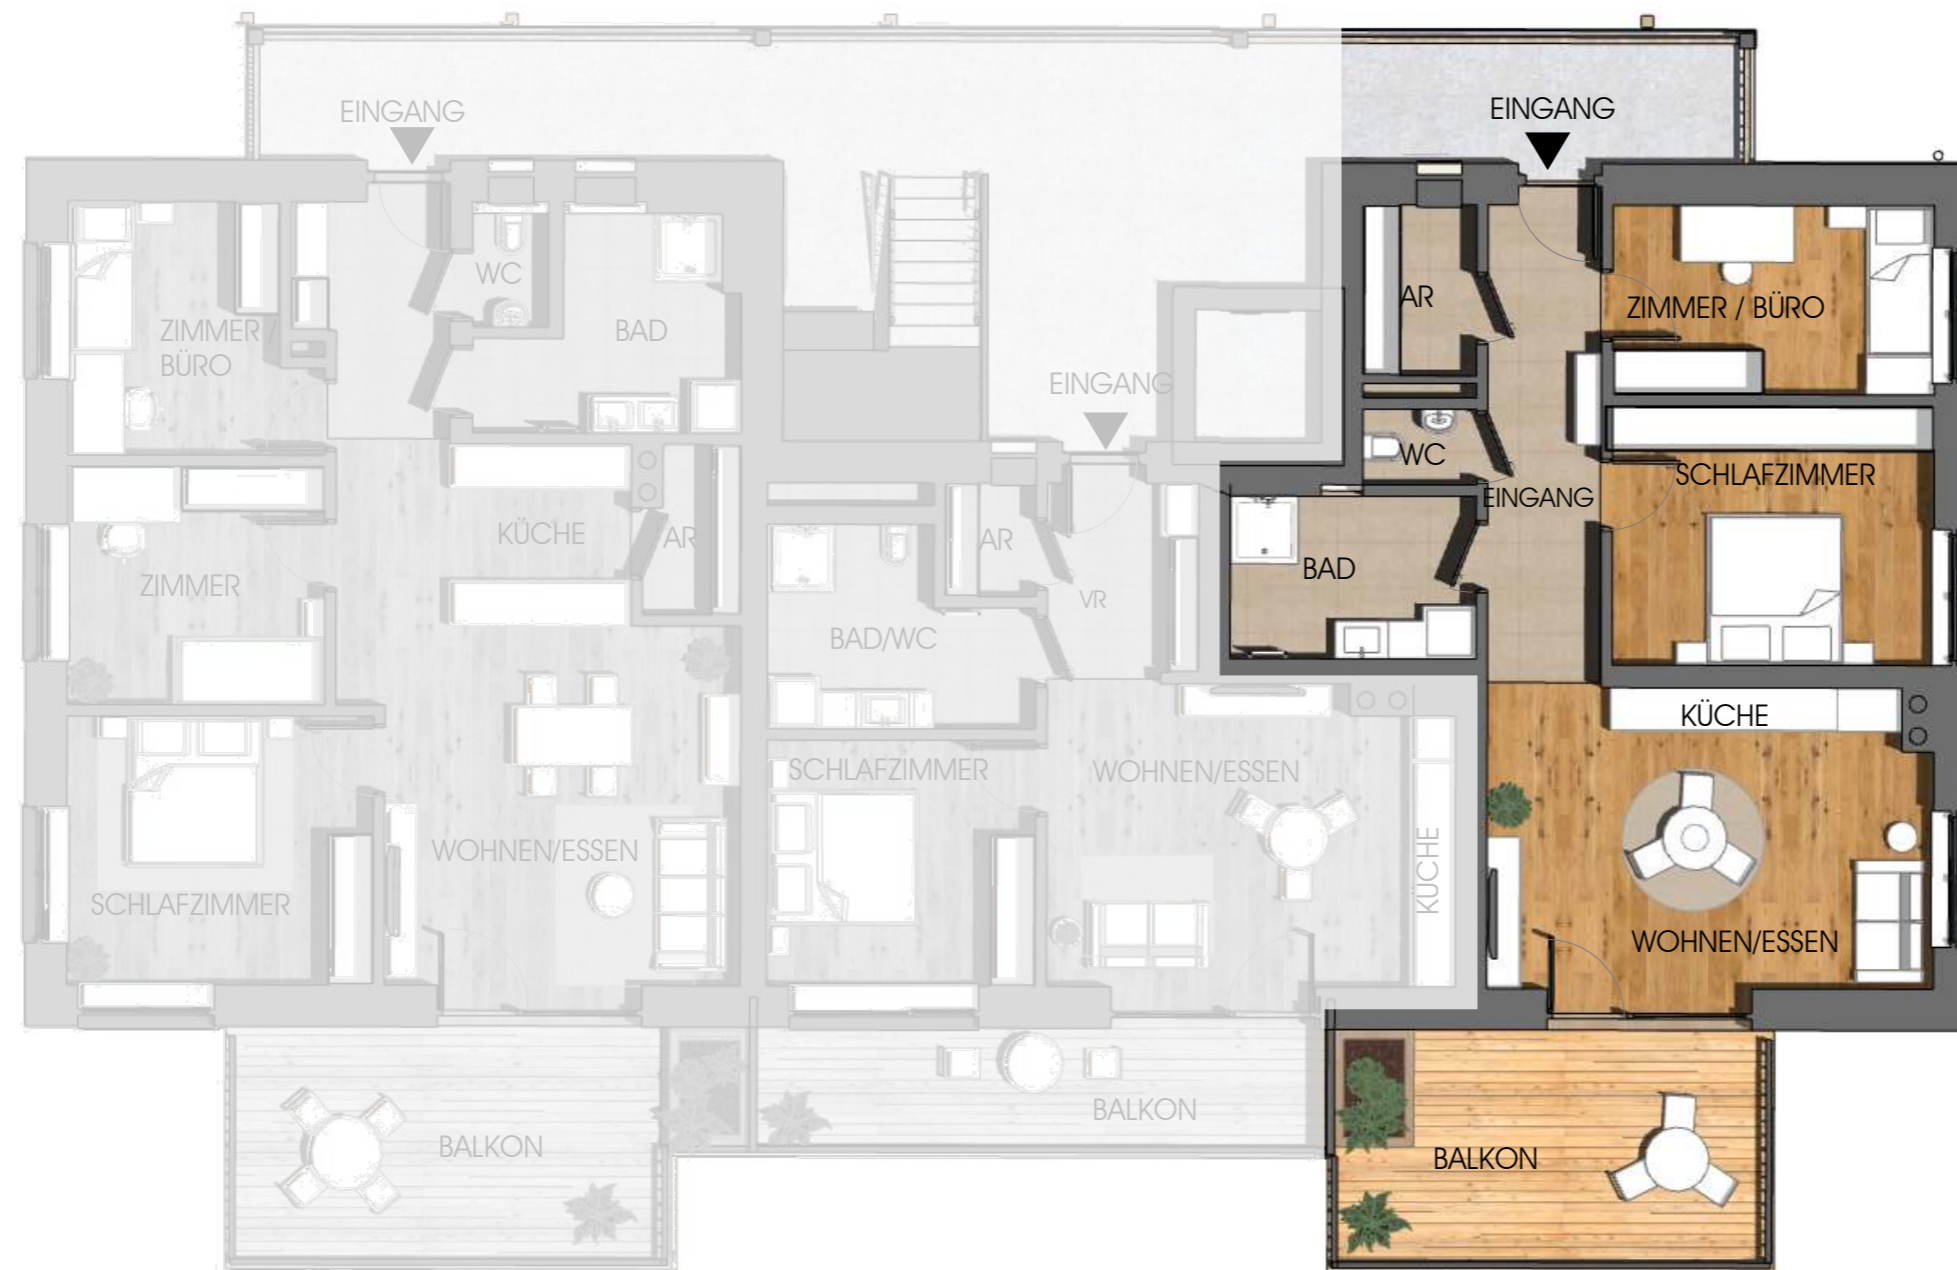 EINGANG
WC
ZIMMER /
BÜRO
BAD
KÜCHE
AR
ZIMMER
WOHNEN/ESSEN
SCHLAFZIMMER
BALKON
EINGANG
AR
VR
BAD/WC
SCHLAFZIMMER
WOHNEN/ESSEN
KÜCHE
BALKON
EINGANG
AR
ZIMMER / BÜRO
WC
SCHLAFZIMMER
EINGANG
BAD
KÜCHE
WOHNEN/ESSEN
BALKON